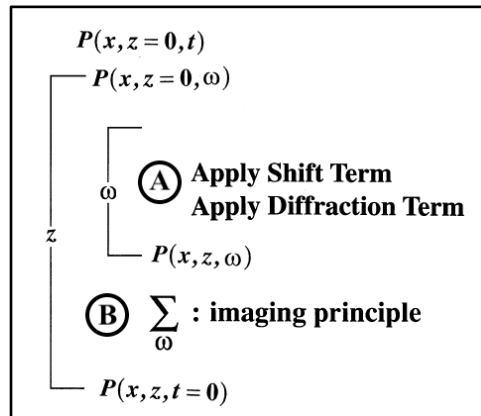 P(x, z = 0, t)
P(x, z = 0, ω)
ω
A Apply Shift Term
Apply Diffraction Term
z
P(x, z, ω)
B ∑ : imaging principle
ω
P(x, z, t = 0)